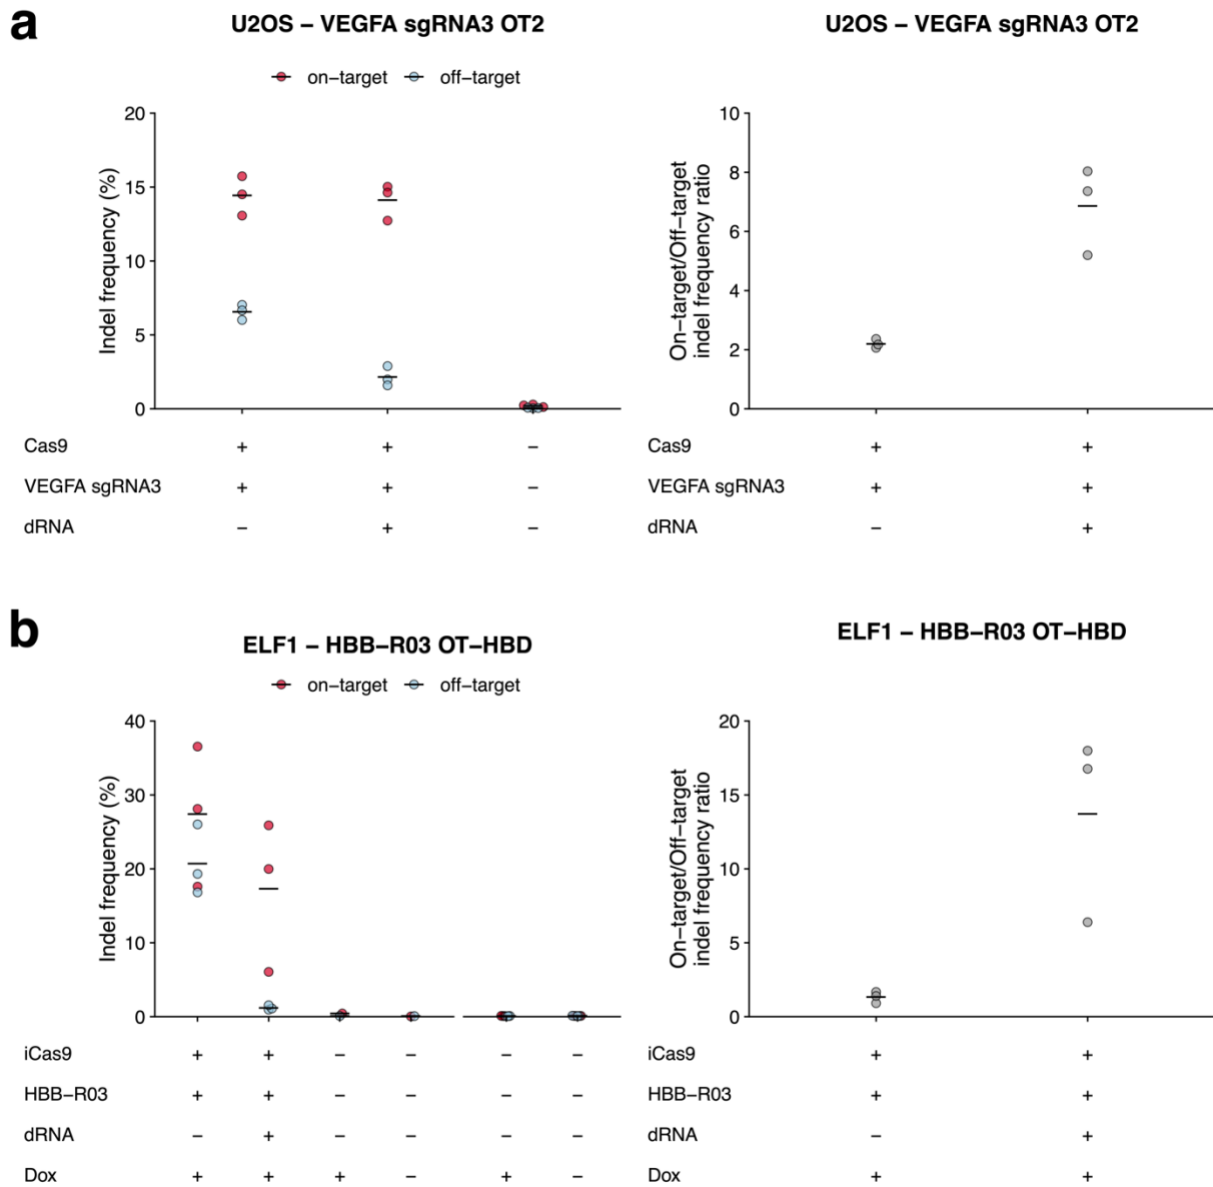 a
U2OS – VEGFA sgRNA3 OT2
on−target off−target
Indel frequency (%)
20
15
10
5
0
Cas9 + + −
VEGFA sgRNA3 + + −
dRNA − + −
U2OS – VEGFA sgRNA3 OT2
On−target/Off−target
indel frequency ratio
10
8
6
4
2
0
Cas9 + +
VEGFA sgRNA3 + +
dRNA − +
b
ELF1 – HBB−R03 OT−HBD
on−target off−target
Indel frequency (%)
40
30
20
10
0
iCas9 + + − − − −
HBB−R03 + + − − − −
dRNA − + − − − −
Dox + + + − + −
ELF1 – HBB−R03 OT−HBD
On−target/Off−target
indel frequency ratio
20
15
10
5
0
iCas9 + +
HBB−R03 + +
dRNA − +
Dox + +